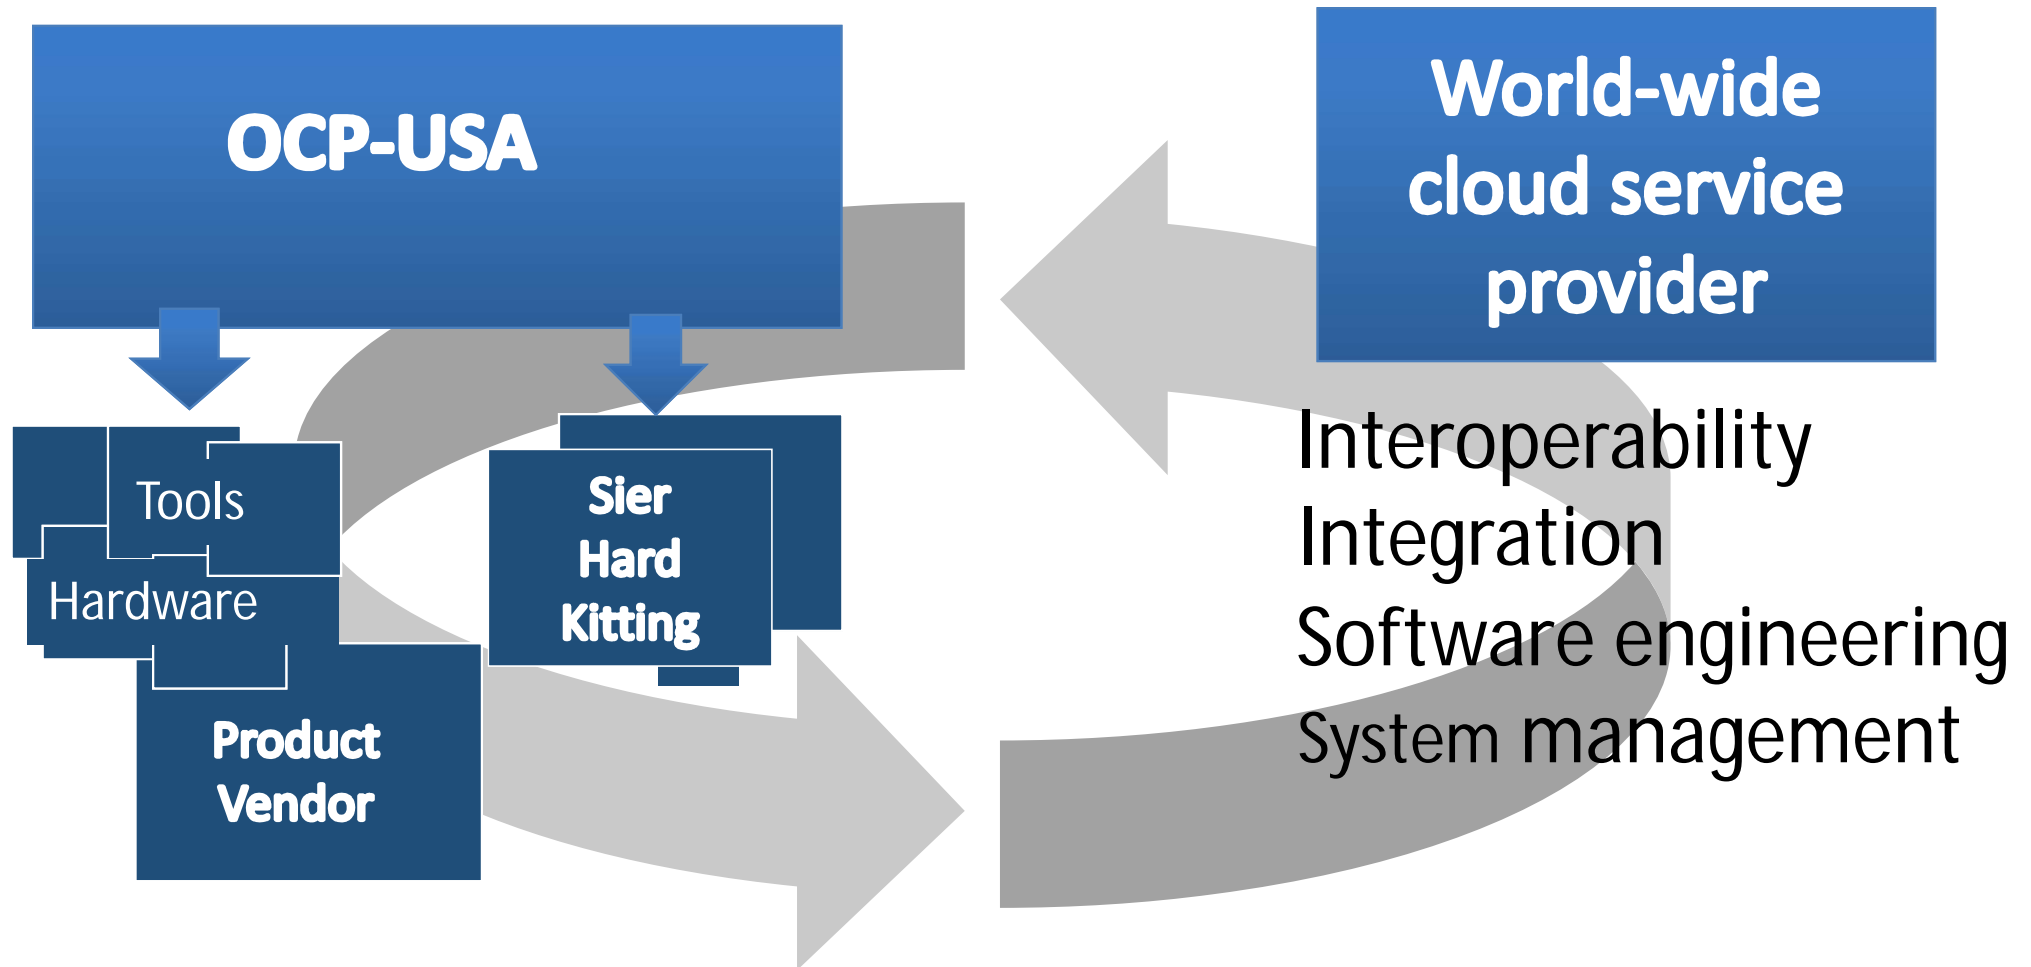 OCP-USA
World-wide
cloud service
provider
Tools
Hardware
Product
Vendor
Sier
Hard
Kitting
Interoperability
Integration
Software engineering
System management